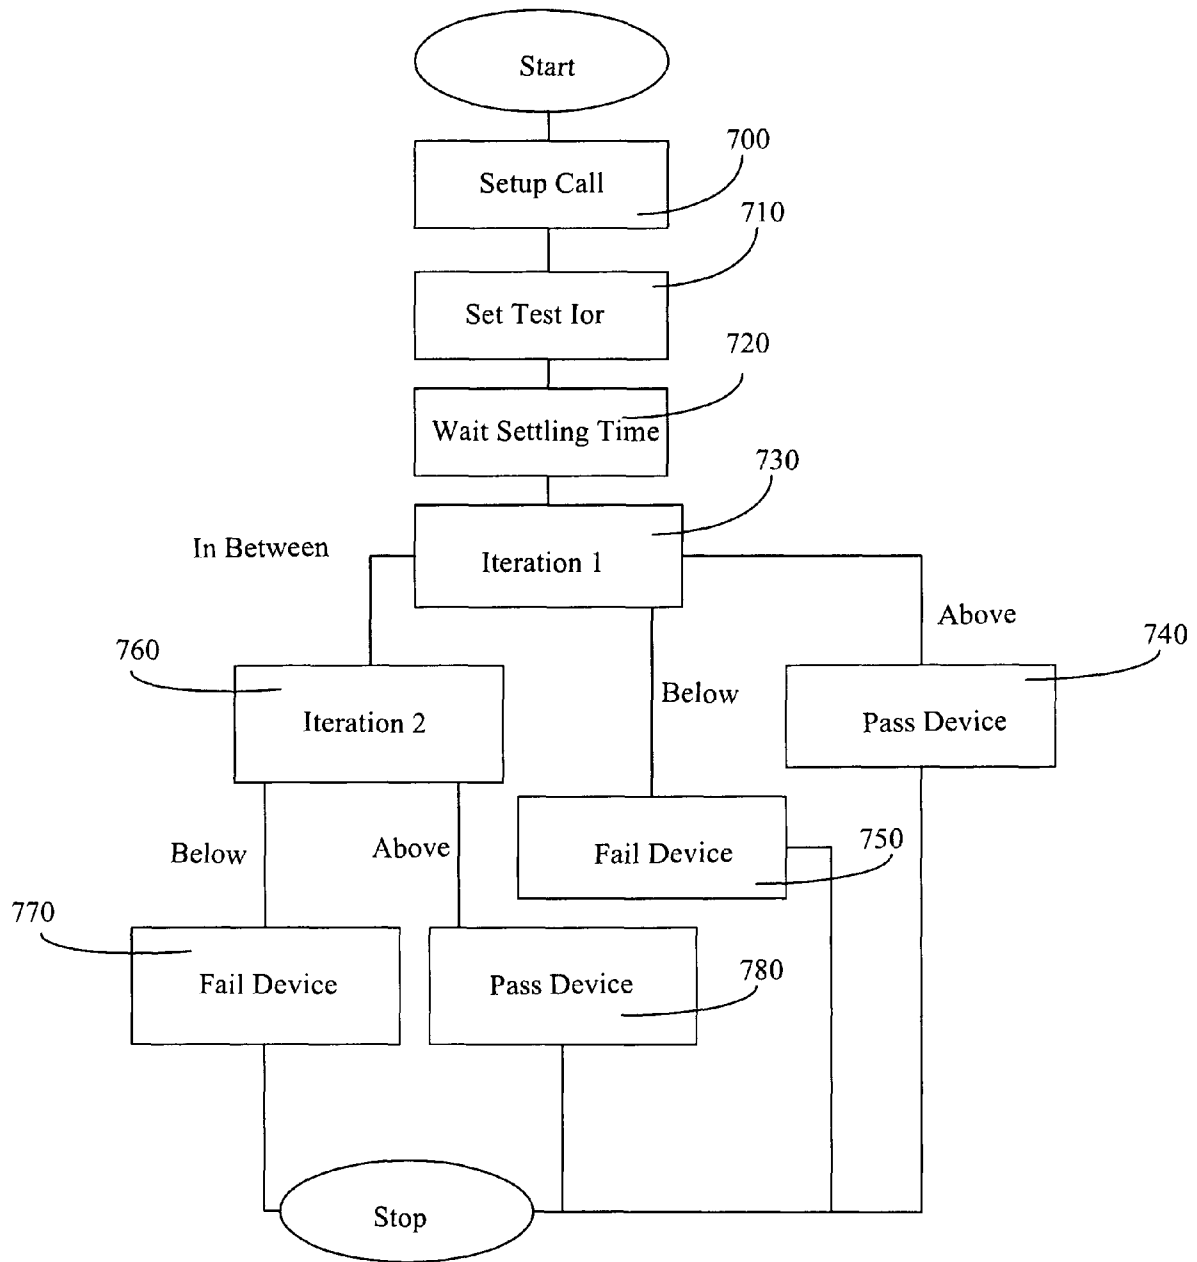 Start
700
Setup Call
710
Set Test Ior
720
Wait Settling Time
730
In Between
Iteration 1
Above
740
760
Below
Iteration 2
Pass Device
Below
Above
Fail Device
750
770
Fail Device
Pass Device
780
Stop